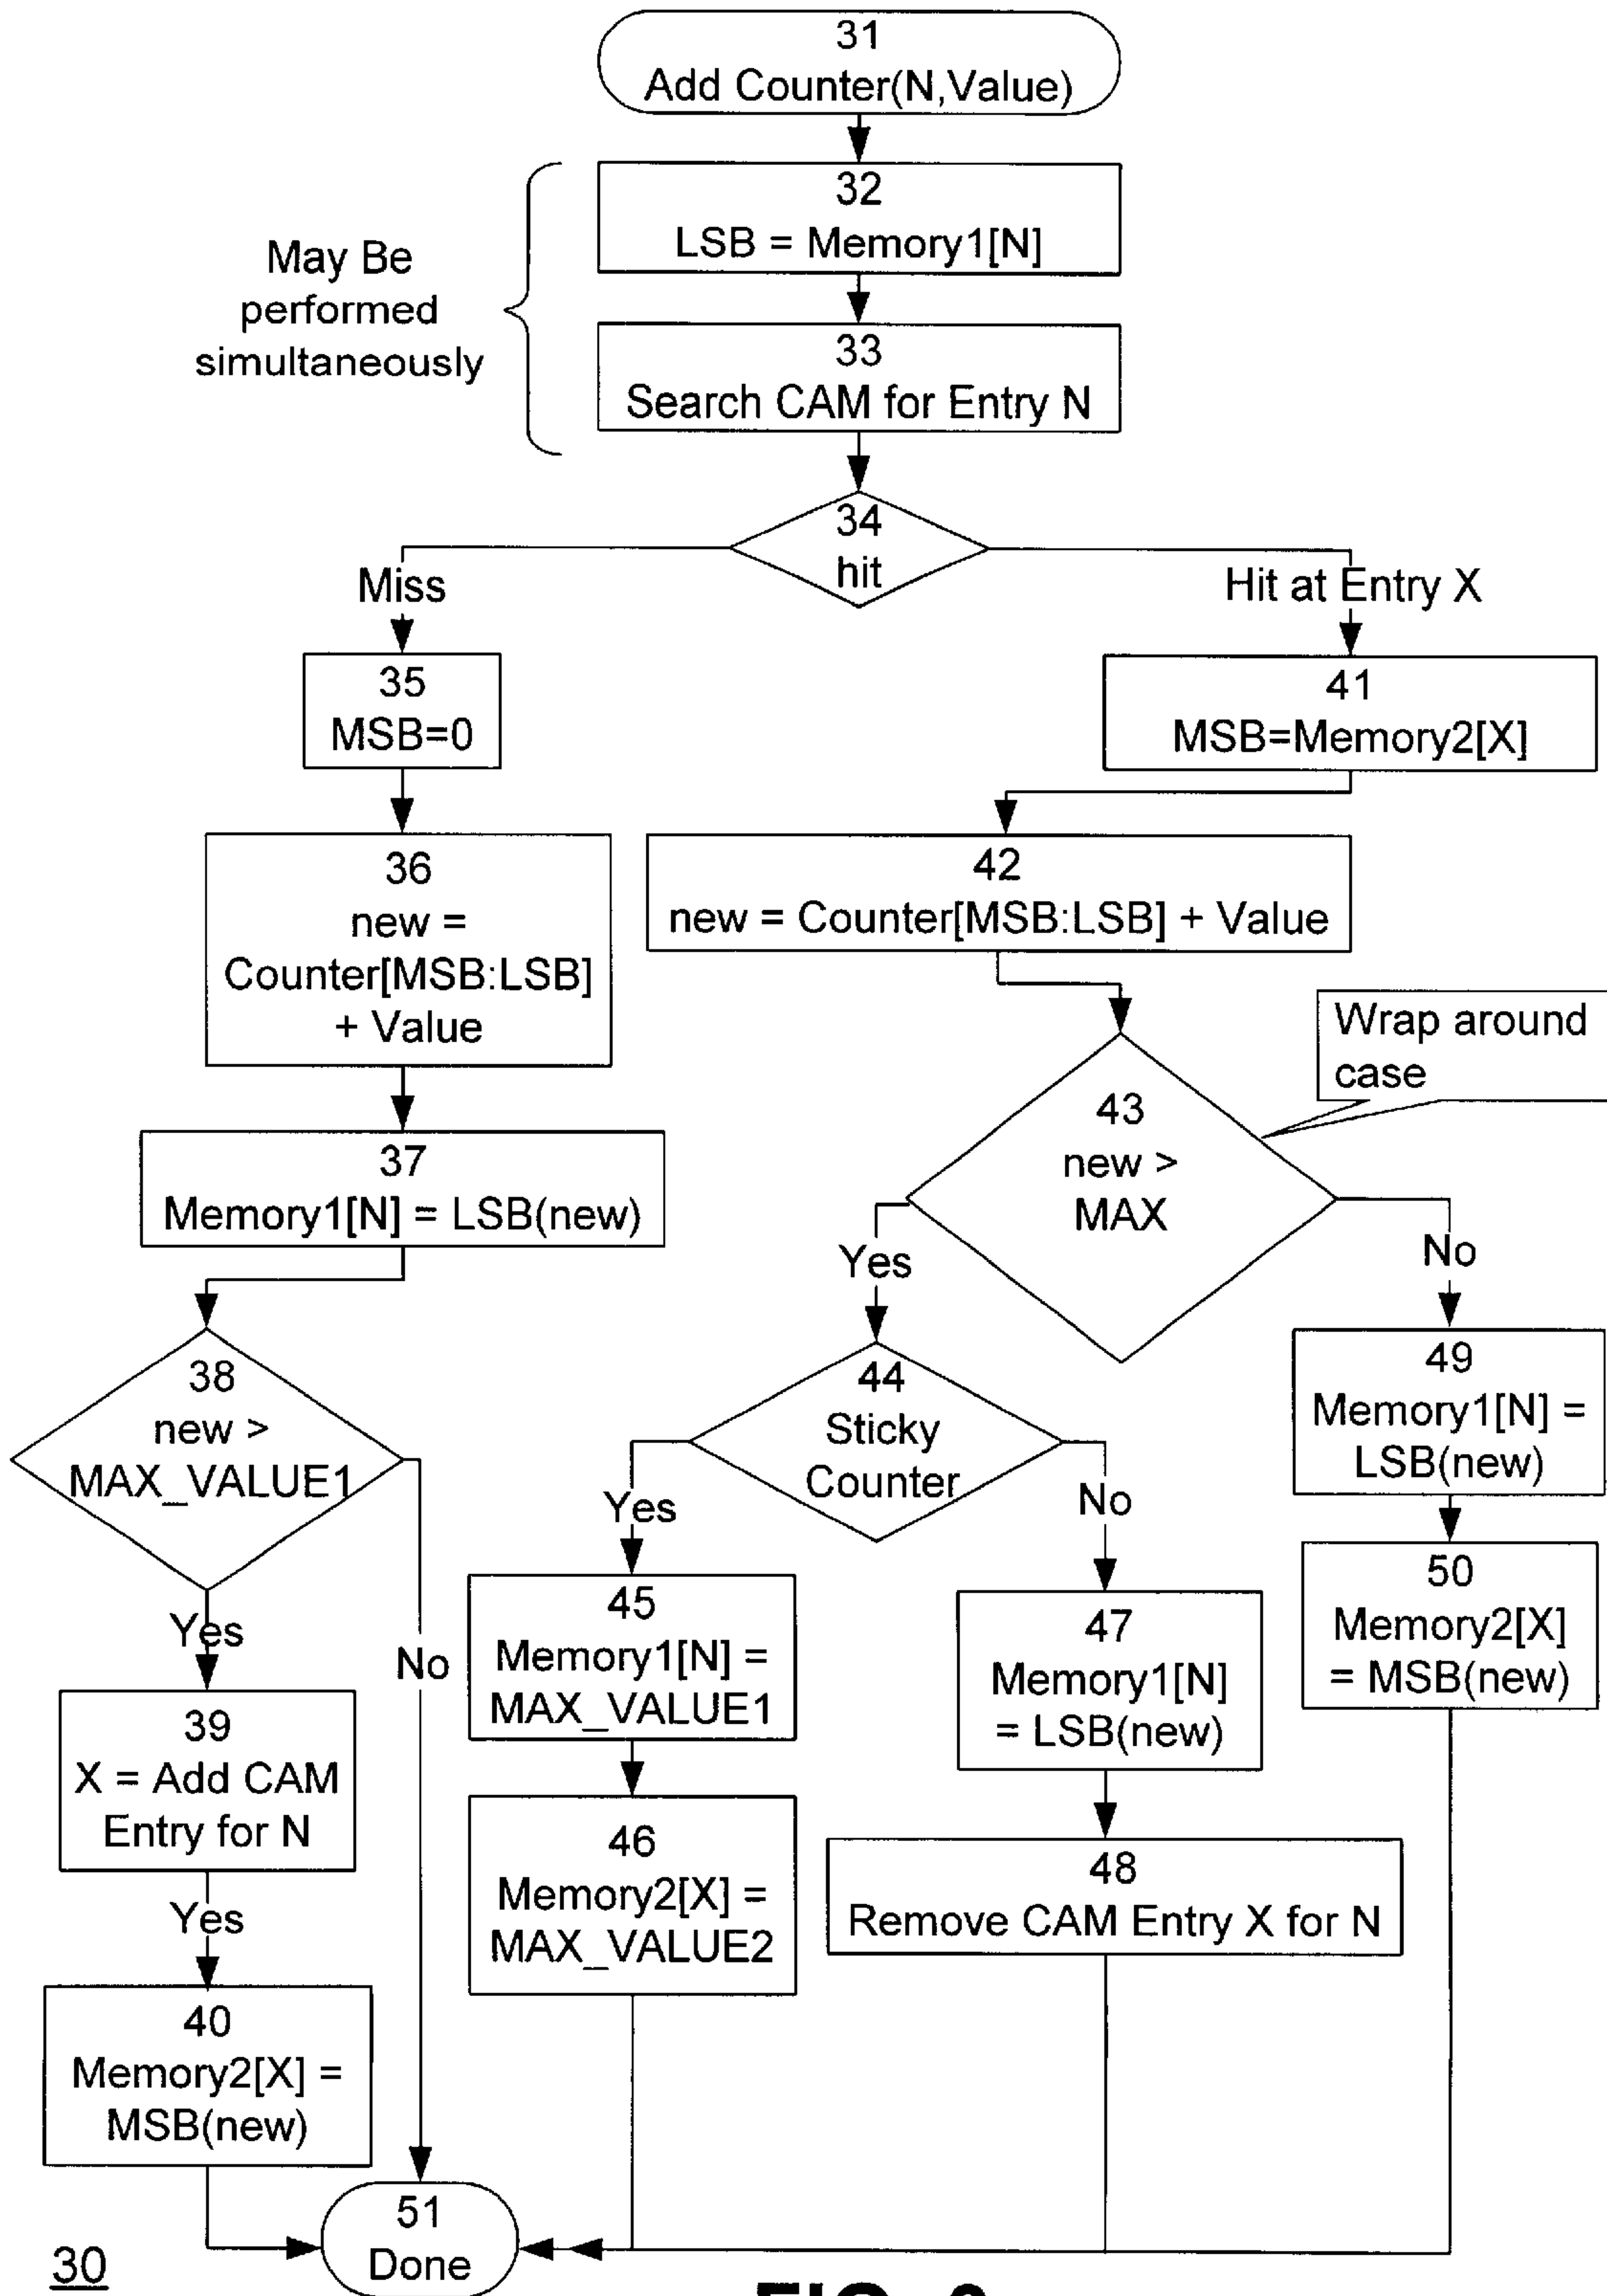 31
Add Counter(N,Value)
May Be
performed
simultaneously
32
LSB = Memory1[N]
33
Search CAM for Entry N
34
hit
Miss
Hit at Entry X
35
MSB=0
41
MSB=Memory2[X]
36
new =
Counter[MSB:LSB]
+ Value
42
new = Counter[MSB:LSB] + Value
Wrap around
case
37
Memory1[N] = LSB(new)
43
new >
MAX
Yes
No
38
new >
MAX_VALUE1
44
Sticky
Counter
49
Memory1[N] =
LSB(new)
Yes
No
Yes
No
45
Memory1[N] =
MAX_VALUE1
47
Memory1[N]
= LSB(new)
50
Memory2[X]
= MSB(new)
39
X = Add CAM
Entry for N
Yes
46
Memory2[X] =
MAX_VALUE2
48
Remove CAM Entry X for N
40
Memory2[X] =
MSB(new)
51
Done
30